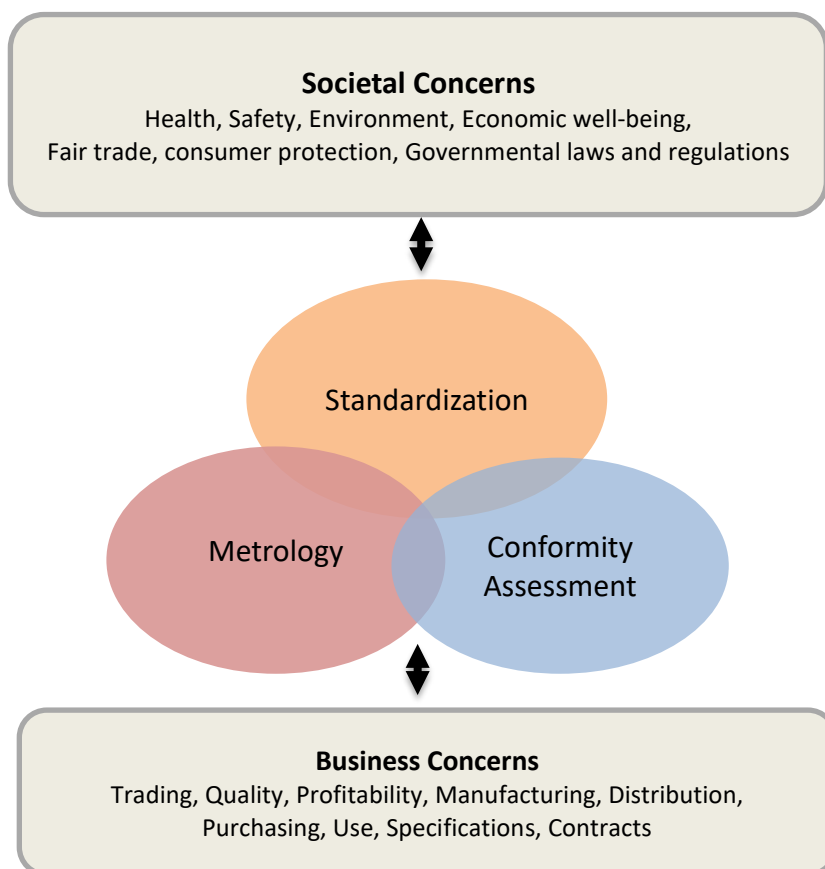 Societal Concerns
Health, Safety, Environment, Economic well-being,
Fair trade, consumer protection, Governmental laws and regulations
Standardization
Metrology
Conformity
Assessment
Business Concerns
Trading, Quality, Profitability, Manufacturing, Distribution,
Purchasing, Use, Specifications, Contracts